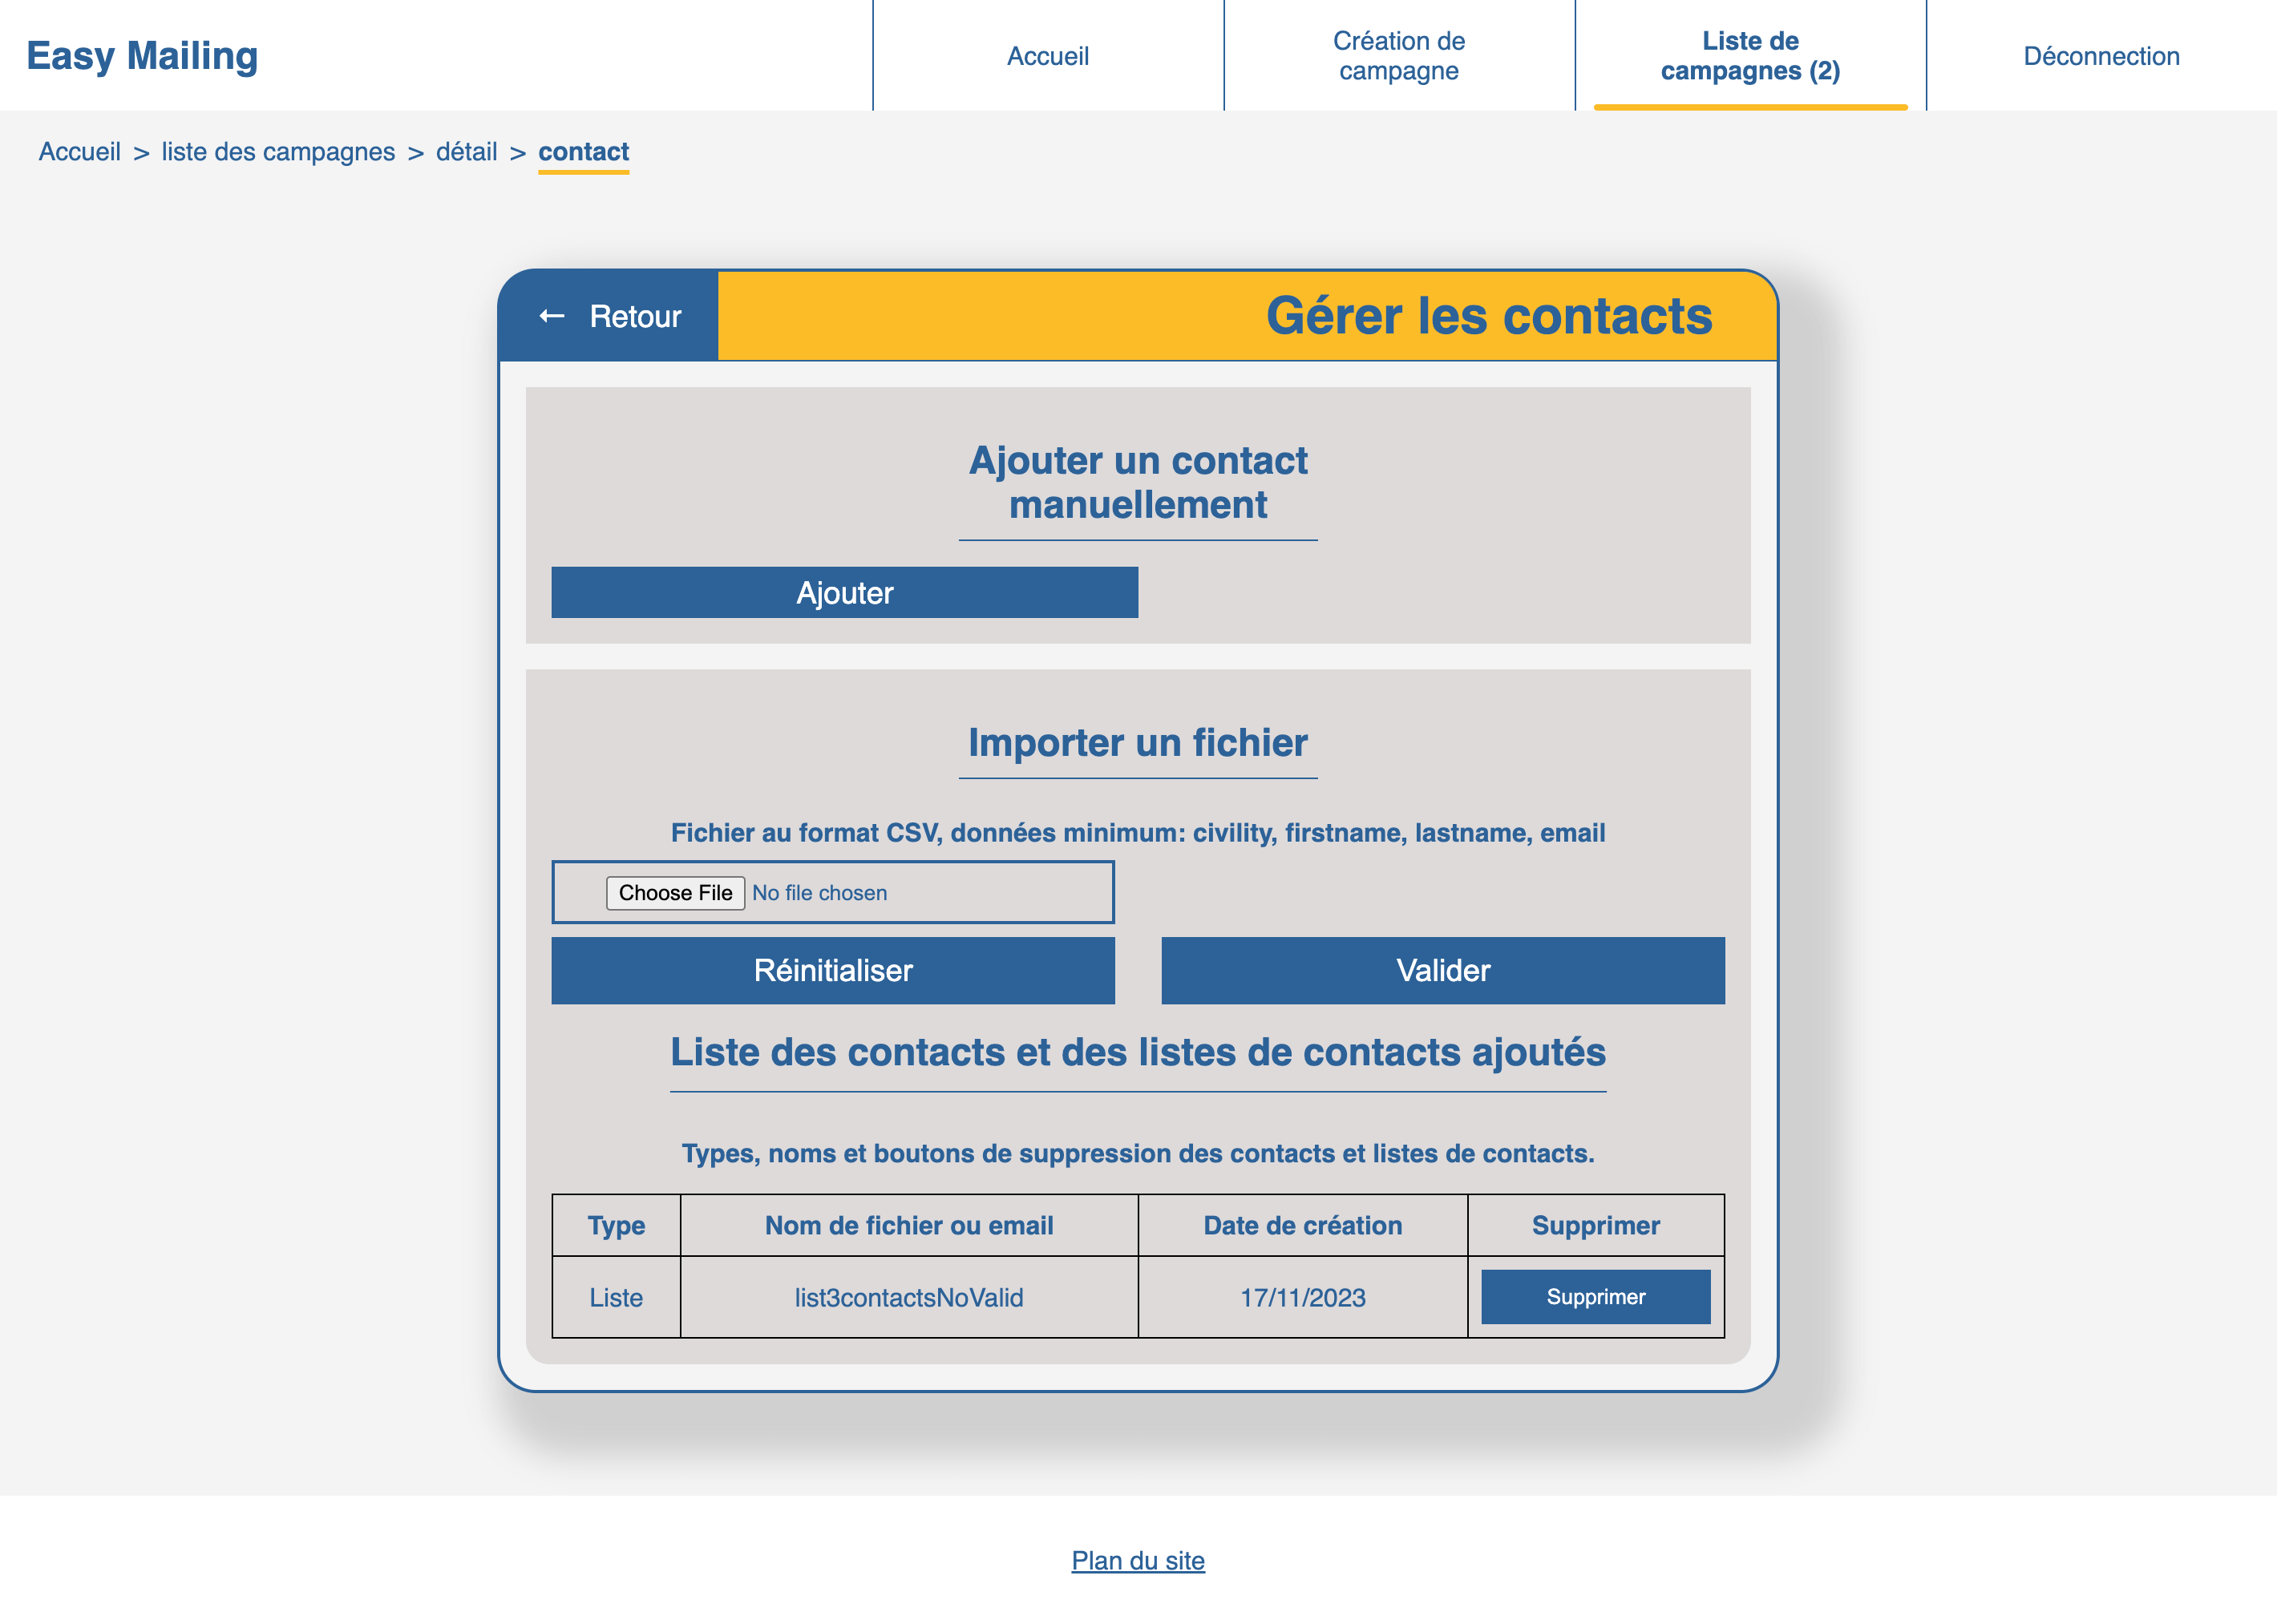 Easy Mailing
Accueil
Création de
campagne
Liste de
campagnes (2)
Déconnection
Accueil > liste des campagnes > détail > contact
← Retour
Gérer les contacts
Ajouter un contact
manuellement
Ajouter
Importer un fichier
Fichier au format CSV, données minimum: civility, firstname, lastname, email
Choose File No file chosen
Réinitialiser
Valider
Liste des contacts et des listes de contacts ajoutés
Types, noms et boutons de suppression des contacts et listes de contacts.
Type Nom de fichier ou email Date de création Supprimer
Liste list3contactsNoValid 17/11/2023 Supprimer
Plan du site